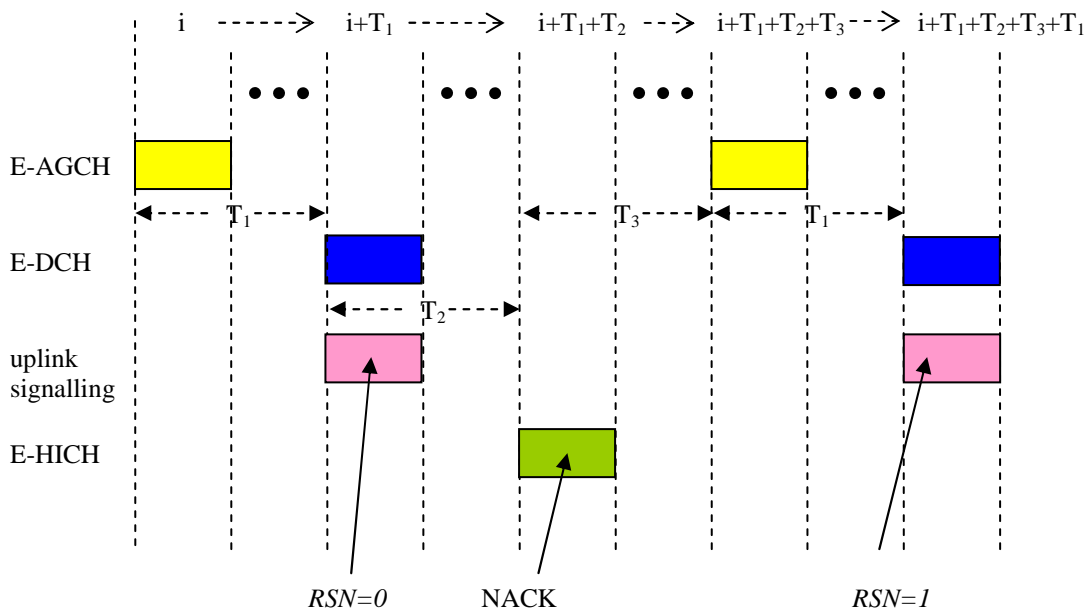 i i+T₁ i+T₁+T₂ i+T₁+T₂+T₃ i+T₁+T₂+T₃+T₁
E-AGCH
T₁ T₃ T₁
E-DCH
T₂
uplink
signalling
E-HICH
RSN=0 NACK RSN=1